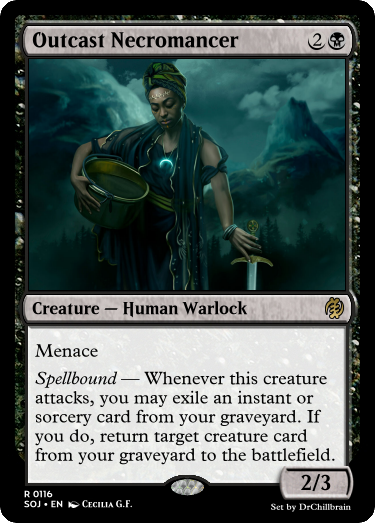 Outcast Necromancer 2
Creature — Human Warlock
Menace
Spellbound — Whenever this creature
attacks, you may exile an instant or
sorcery card from your graveyard. If
you do, return target creature card
from your graveyard to the battlefield.
2/3
R 0116
SOJ • EN Cecilia G.F.
Set by DrChillbrain